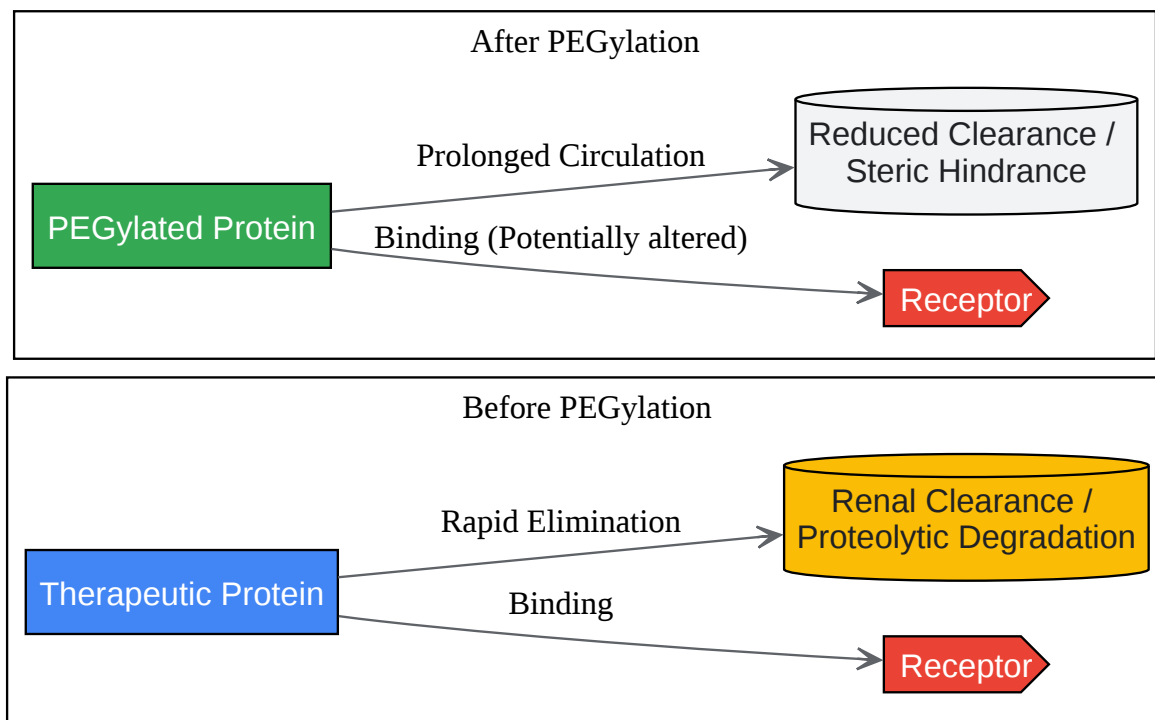 After PEGylation
Reduced Clearance /
Steric Hindrance
Prolonged Circulation
PEGylated Protein
Binding (Potentially altered)
Receptor
Before PEGylation
Renal Clearance /
Proteolytic Degradation
Rapid Elimination
Therapeutic Protein
Binding
Receptor